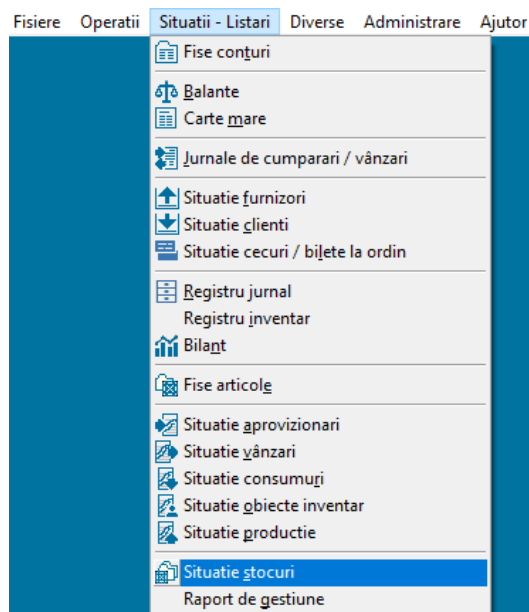 Fisiere Operatii Situatii - Listari Diverse Administrare Ajutor
Fise conturi
Balante
Carte mare
Jurnale de cumparari / vânzari
Situatie furnizori
Situatie clienti
Situatie cecuri / bilete la ordin
Registru jurnal
Registru inventar
Bilant
Fise articole
Situatie aprovizionari
Situatie vânzari
Situatie consumuri
Situatie obiecte inventar
Situatie productie
Situatie stocuri
Raport de gestiune